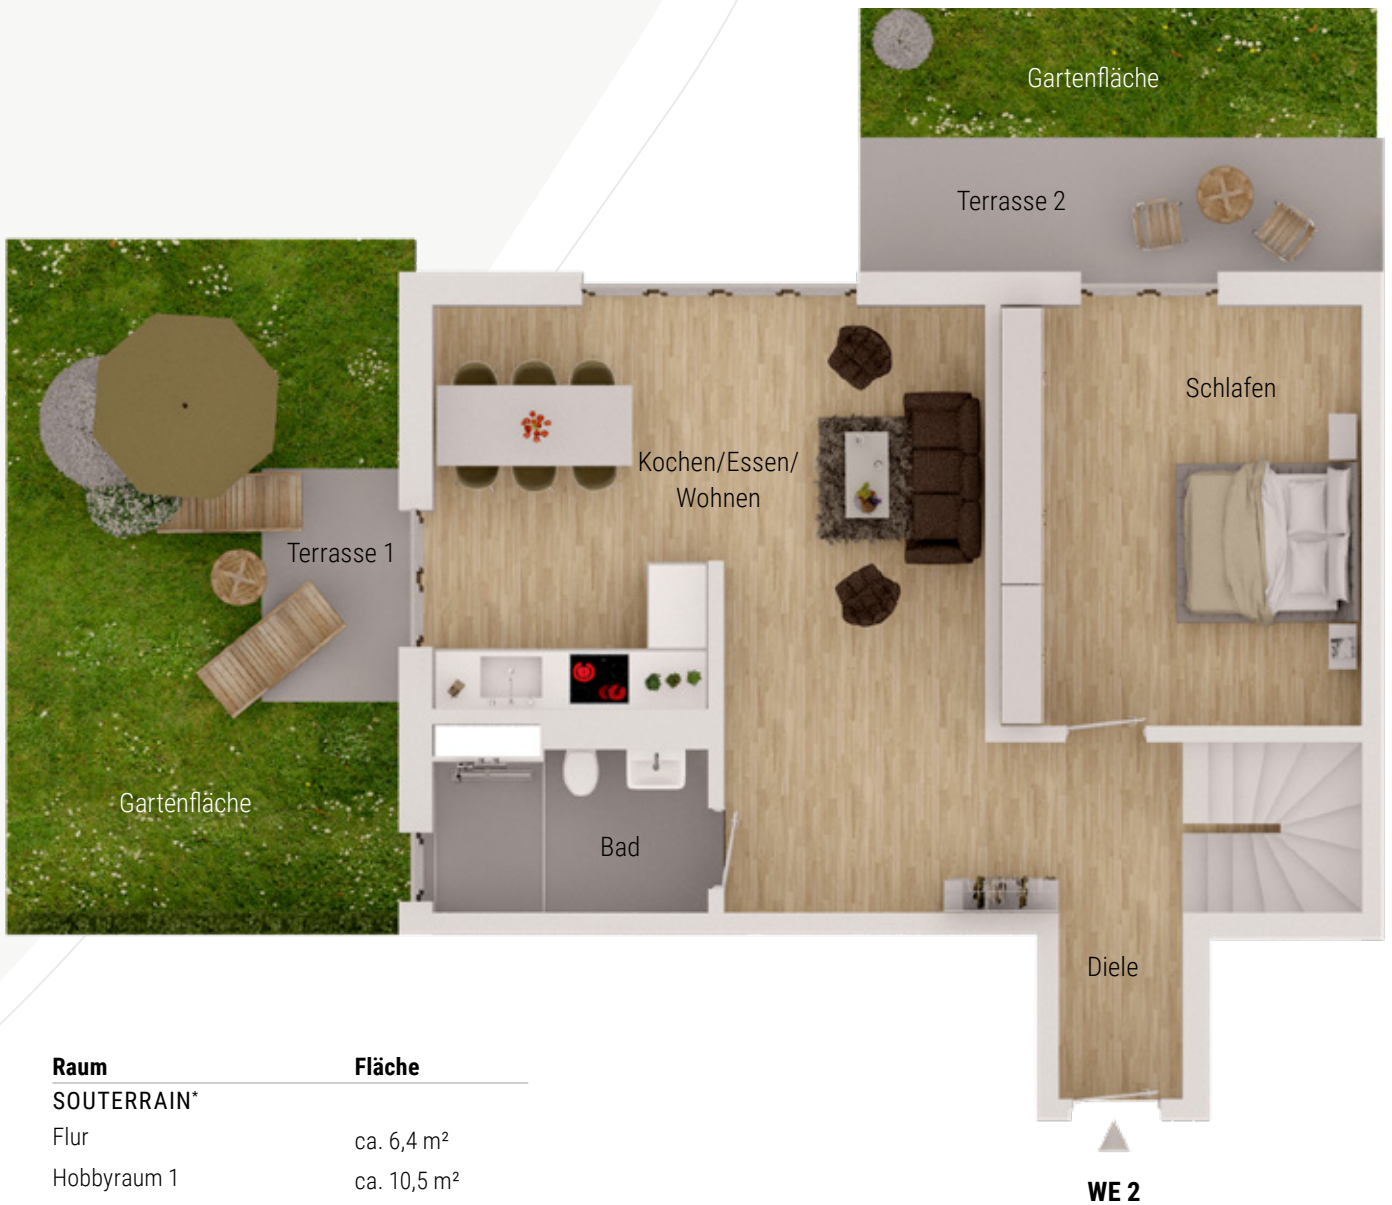 Gartenfläche
Terrasse 2
Schlafen
Kochen/Essen/
Wohnen
Terrasse 1
Gartenfläche
Bad
Diele
Raum Fläche
SOUTERRAIN*
Flur ca. 6,4 m²
Hobbyraum 1 ca. 10,5 m²
WE 2